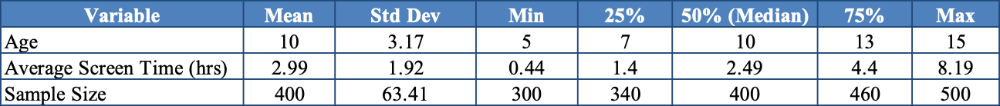 Variable Mean Std Dev Min 25% 50% (Median) 75% Max
Age 10 3.17 5 7 10 13 15
Average Screen Time (hrs) 2.99 1.92 0.44 1.4 2.49 4.4 8.19
Sample Size 400 63.41 300 340 400 460 500